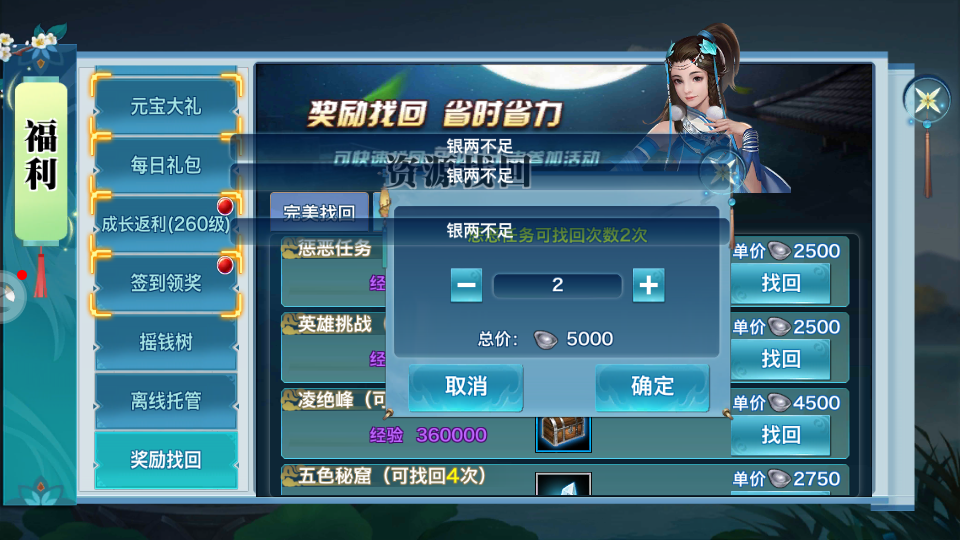 福利
元宝大礼
每日礼包
成长返利(260级)
签到领奖
摇钱树
离线托管
奖励找回
奖励找回 省时省力
银两不足
资源找回
银两不足
完美找回
银两不足
惩恶任务可找回次数2次
2
总价: 5000
取消
确定
惩恶任务
单价 2500
找回
英雄挑战
单价 2500
找回
凌绝峰（可
单价 4500
经验 360000
找回
五色秘窟（可找回4次）
单价 2750